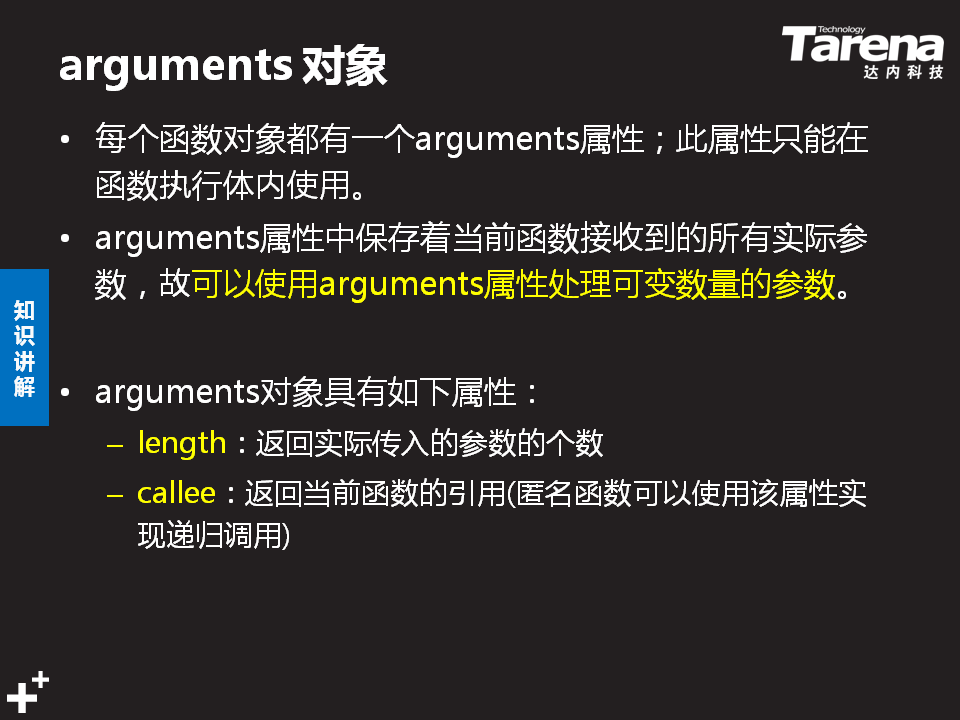 arguments 对象
Technology
Tarena
达内科技
• 每个函数对象都有一个arguments属性；此属性只能在
函数执行体内使用。
• arguments属性中保存着当前函数接收到的所有实际参
数，故可以使用arguments属性处理可变数量的参数。
知
识
讲
解
• arguments对象具有如下属性：
– length：返回实际传入的参数的个数
– callee：返回当前函数的引用(匿名函数可以使用该属性实
现递归调用)